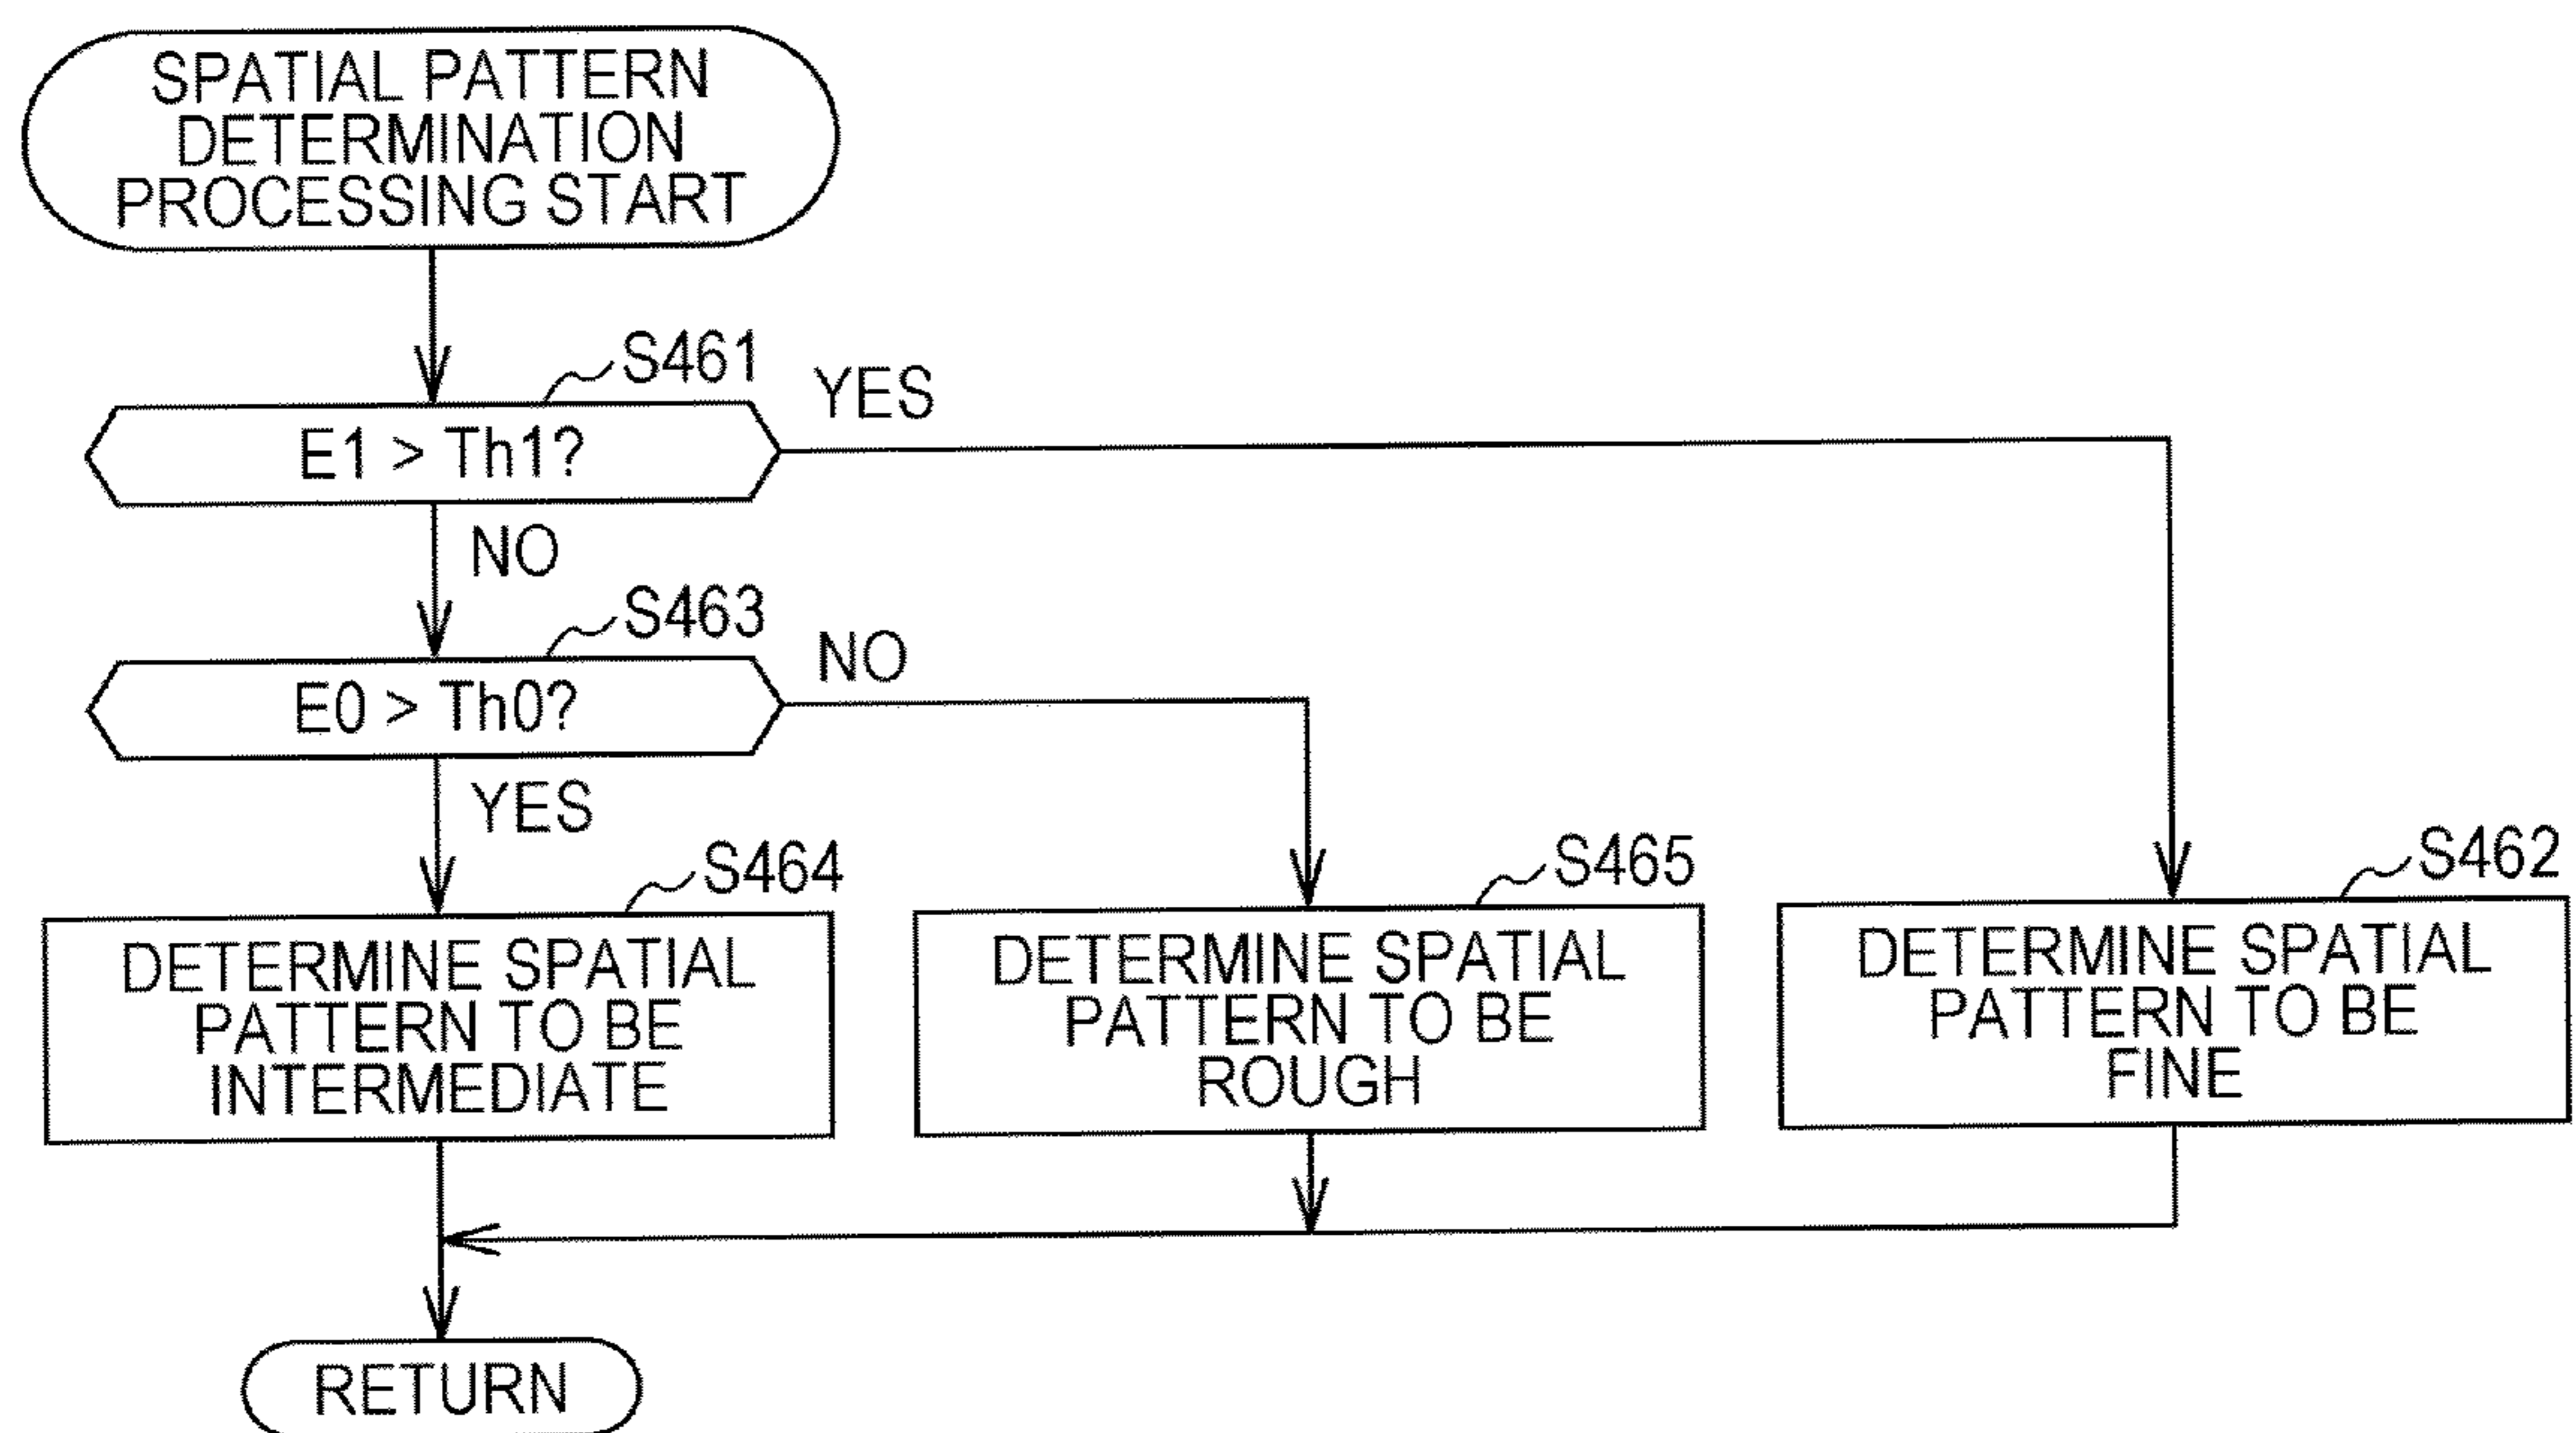 SPATIAL PATTERN
DETERMINATION
PROCESSING START
S461
E1 > Th1?
YES
NO
S463
E0 > Th0?
NO
YES
S464
DETERMINE SPATIAL
PATTERN TO BE
INTERMEDIATE
S465
DETERMINE SPATIAL
PATTERN TO BE
ROUGH
S462
DETERMINE SPATIAL
PATTERN TO BE
FINE
RETURN